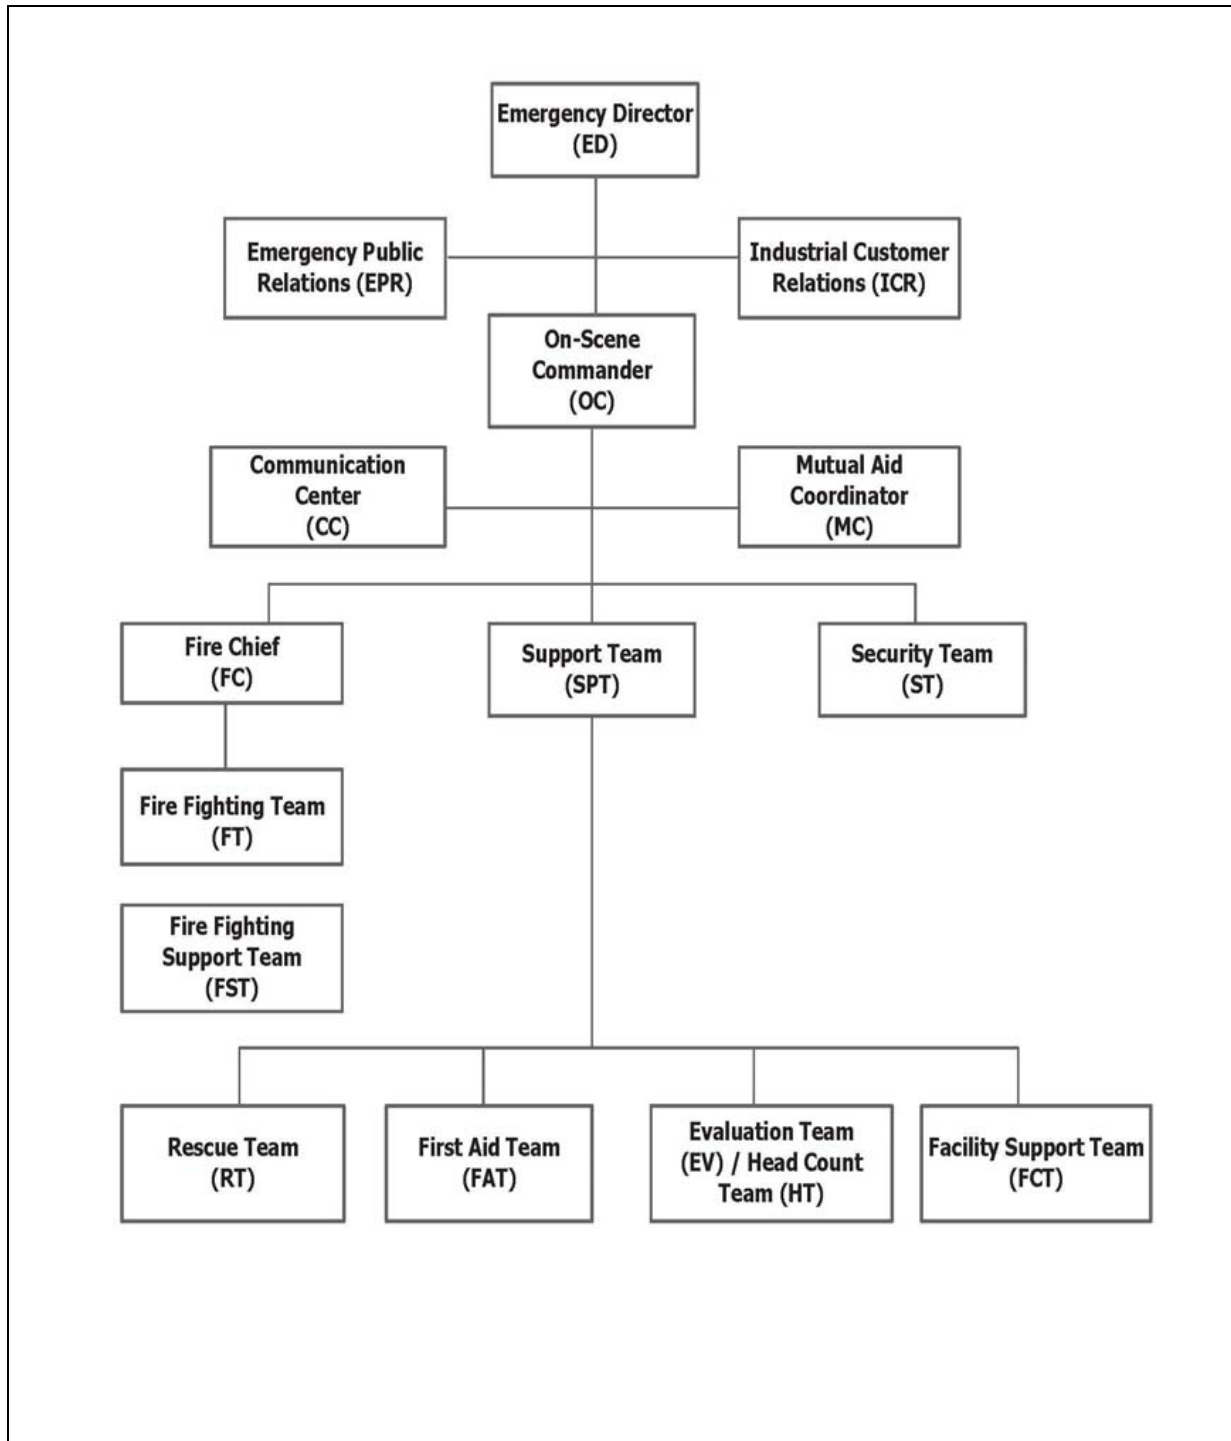 Emergency Director
(ED)
Emergency Public
Relations (EPR)
Industrial Customer
Relations (ICR)
On-Scene
Commander
(OC)
Communication
Center
(CC)
Mutual Aid
Coordinator
(MC)
Fire Chief
(FC)
Support Team
(SPT)
Security Team
(ST)
Fire Fighting Team
(FT)
Fire Fighting
Support Team
(FST)
Rescue Team
(RT)
First Aid Team
(FAT)
Evaluation Team
(EV) / Head Count
Team (HT)
Facility Support Team
(FCT)